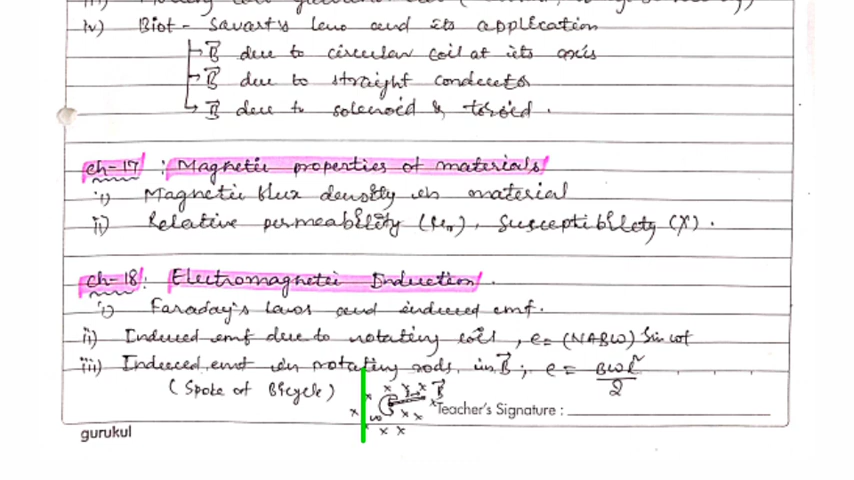 iv) Biot-Savart's law and its application
→ B⃗ due to circular coil at its axis
→ B⃗ due to straight conductor
→ B⃗ due to solenoid & toroid.
Ch-17 : Magnetic properties of materials
i) Magnetic flux density in material
ii) Relative permeability (μr), Susceptibility (χ).
Ch-18: Electromagnetic Induction.
i) Faraday's laws and induced emf.
ii) Induced emf due to rotating coil, e = (NABω) Sin ωt
iii) Induced emf in rotating rods, in B⃗; e = Bωl²/2
(Spoke of Bicycle)
B⃗
ω
Teacher's Signature :
gurukul